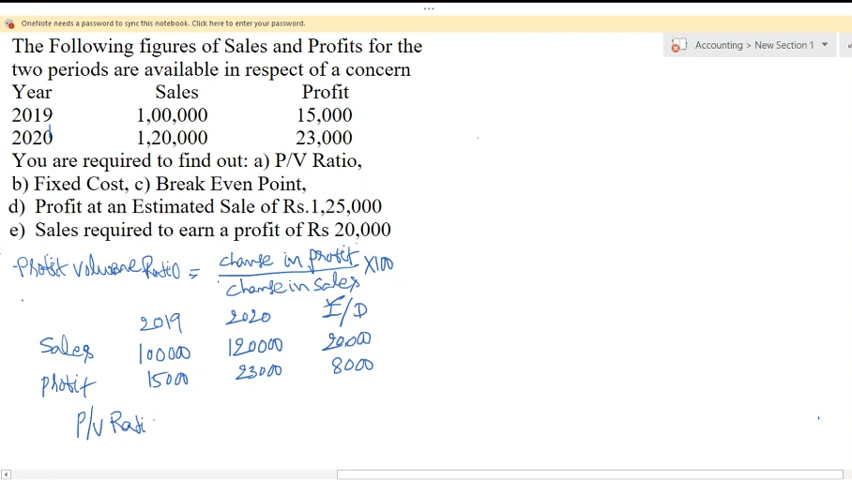 OneNote needs a password to sync this notebook. Click here to enter your password.
Accounting > New Section 1
The Following figures of Sales and Profits for the
two periods are available in respect of a concern
Year Sales Profit
2019 1,00,000 15,000
2020 1,20,000 23,000
You are required to find out: a) P/V Ratio,
b) Fixed Cost, c) Break Even Point,
d) Profit at an Estimated Sale of Rs.1,25,000
e) Sales required to earn a profit of Rs 20,000
Profit Volume Ratio = change in profit / change in sales X100
2019 2020 I/D
Sales 100000 120000 20000
Profit 15000 23000 8000
P/V Rati